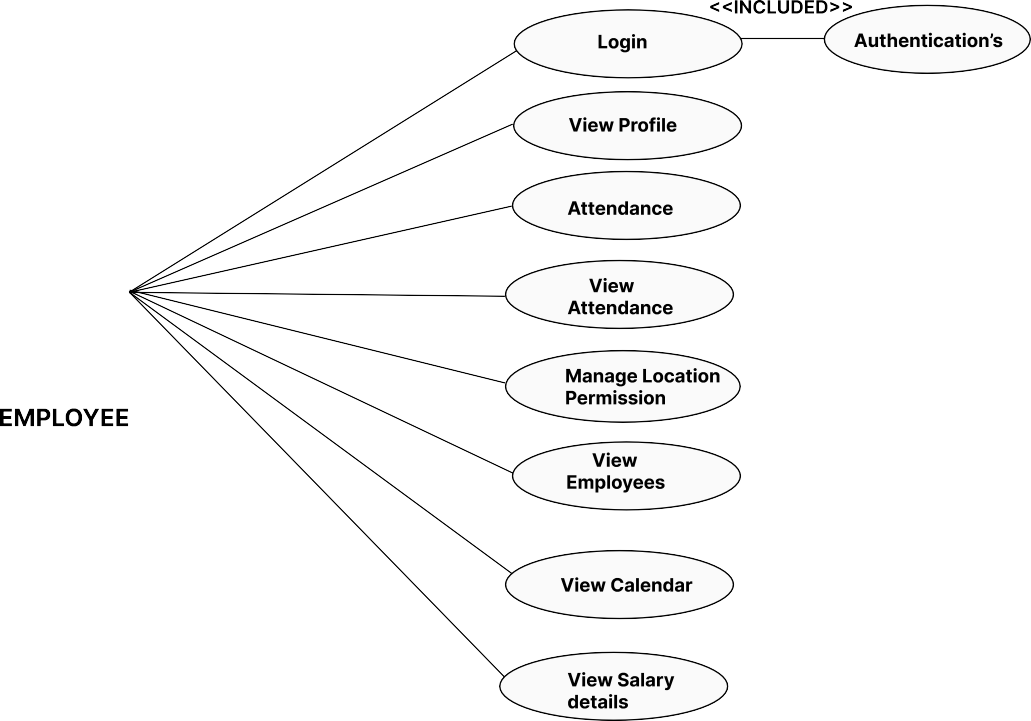 <<INCLUDED>>
Login
Authentication’s
View Profile
Attendance
View
Attendance
Manage Location
Permission
EMPLOYEE
View
Employees
View Calendar
View Salary
details